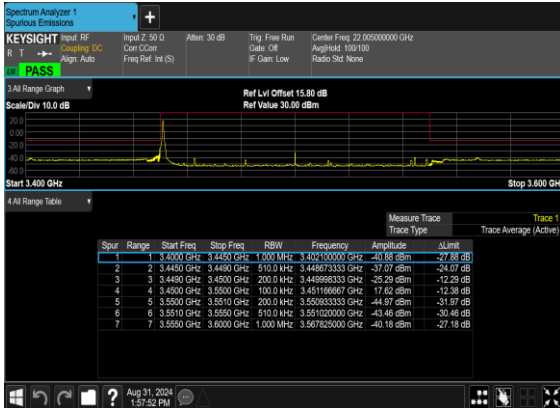 Spectrum Analyzer 1
Spurious Emissions
+
KEYSIGHT Input: RF Input Z: 50 Ω Atten: 30 dB Trig: Free Run Center Freq: 22.005000000 GHz
R T Coupling: DC Corr CCorr Gate: Off Avg|Hold: 100/100
Align: Auto Freq Ref: Int (S) IF Gain: Low Radio Std: None
PASS
3 All Range Graph
Ref Lvl Offset 15.80 dB
Scale/Div 10.0 dB Ref Value 30.00 dBm
20.0
0.00
-20.0
-40.0
-60.0
Start 3.400 GHz Stop 3.600 GH
4 All Range Table
Measure Trace Trace 1
Trace Type Trace Average (Active)
Spur Range Start Freq Stop Freq RBW Frequency Amplitude ΔLimit
1 1 3.4000 GHz 3.4450 GHz 1.000 MHz 3.402100000 GHz -40.88 dBm -27.88 dB
2 2 3.4450 GHz 3.4490 GHz 510.0 kHz 3.448673333 GHz -37.07 dBm -24.07 dB
3 3 3.4490 GHz 3.4500 GHz 200.0 kHz 3.449998333 GHz -25.29 dBm -12.29 dB
4 4 3.4500 GHz 3.5500 GHz 100.0 kHz 3.451166667 GHz 17.62 dBm -12.38 dB
5 5 3.5500 GHz 3.5510 GHz 200.0 kHz 3.550933333 GHz -44.97 dBm -31.97 dB
6 6 3.5510 GHz 3.5550 GHz 510.0 kHz 3.551020000 GHz -43.46 dBm -30.46 dB
7 7 3.5550 GHz 3.6000 GHz 1.000 MHz 3.567825000 GHz -40.18 dBm -27.18 dB
? Aug 31, 2024
1:57:52 PM